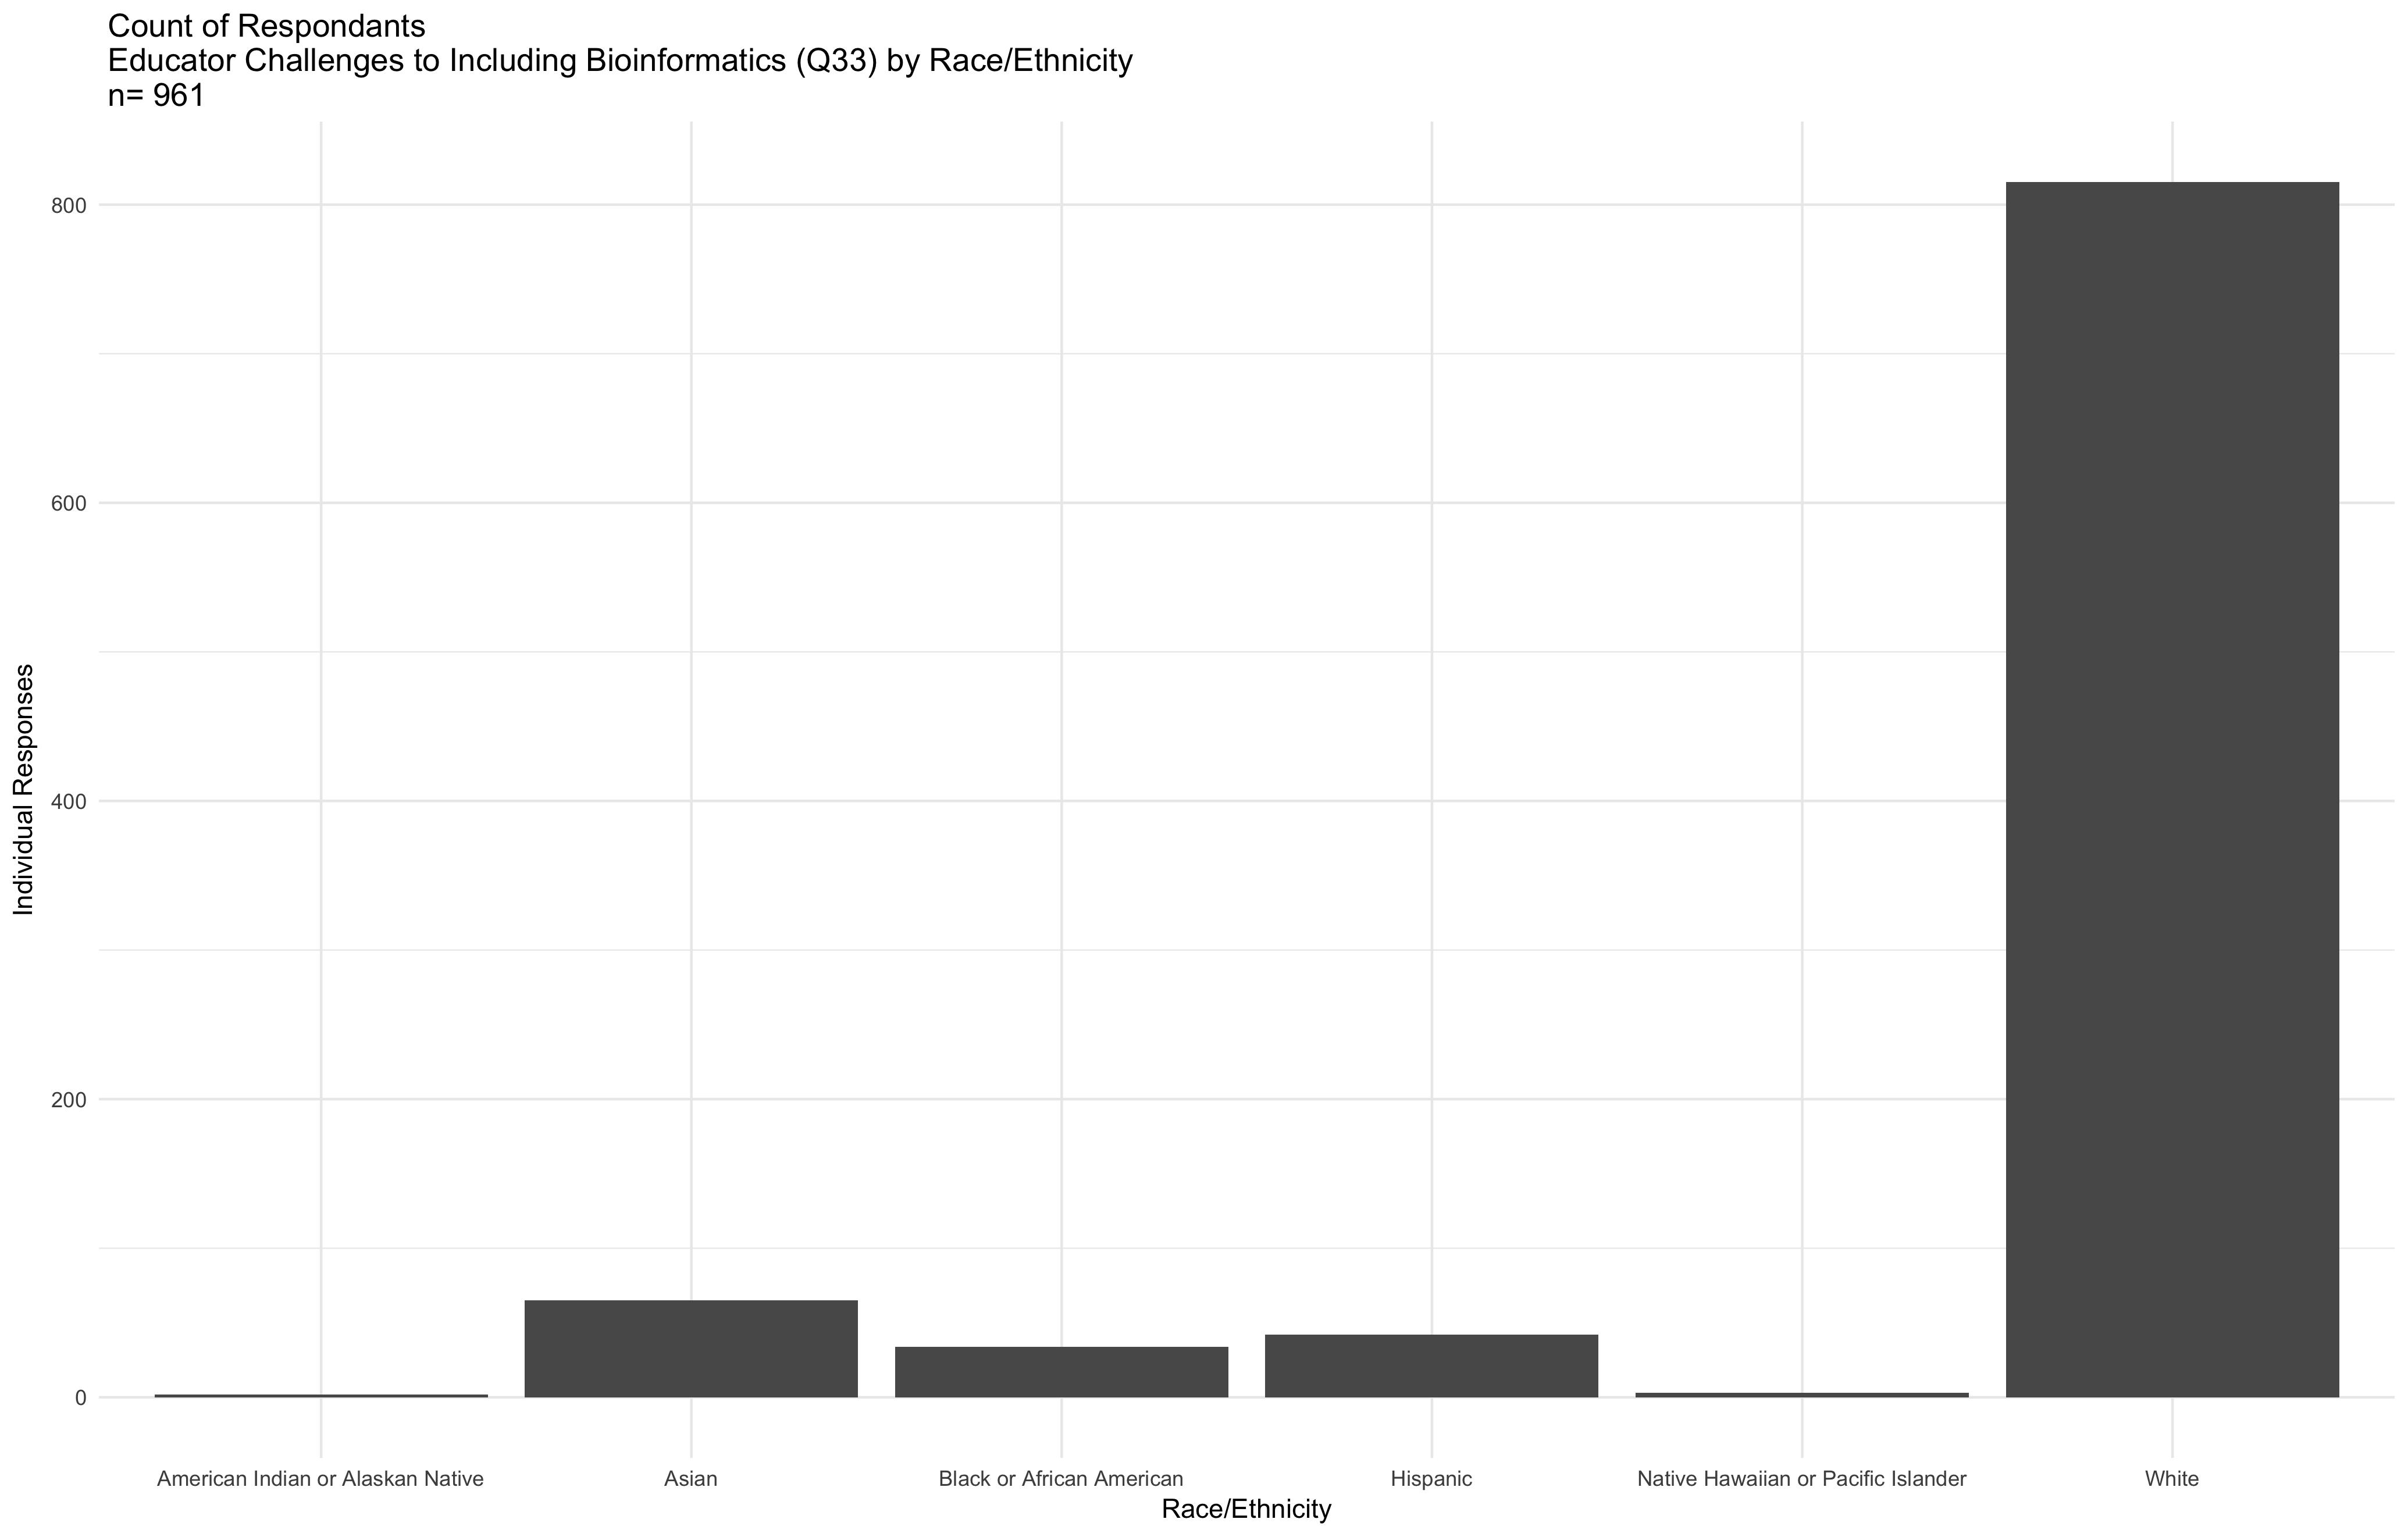 Count of Respondants
Educator Challenges to Including Bioinformatics (Q33) by Race/Ethnicity
n= 961
800
600
400
200
0
Individual Responses
American Indian or Alaskan Native
Asian
Black or African American
Hispanic
Native Hawaiian or Pacific Islander
White
Race/Ethnicity